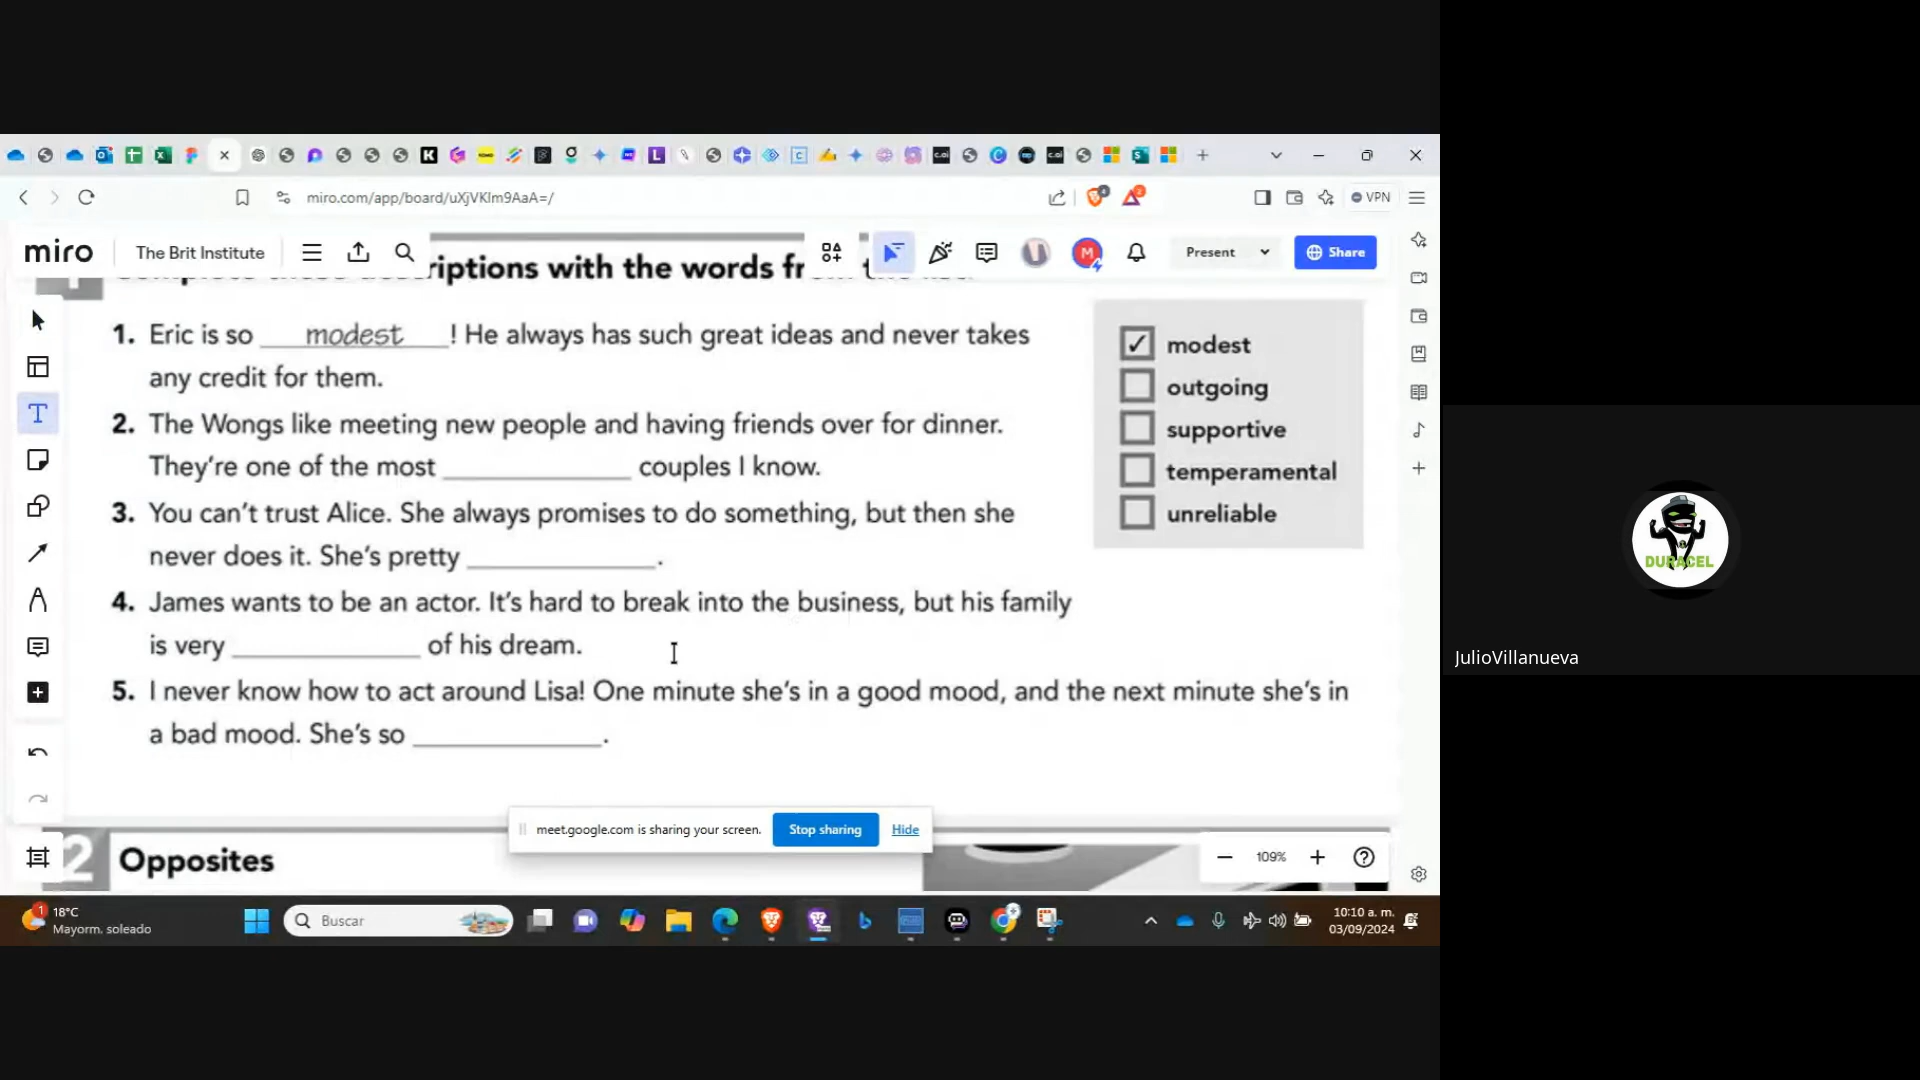 miro.com/app/board/uXjVKlm9AaA=/
VPN
miro
The Brit Institute
Present
Share
riptions with the words fr
1. Eric is so modest! He always has such great ideas and never takes
any credit for them.
2. The Wongs like meeting new people and having friends over for dinner.
They're one of the most ______ couples I know.
3. You can't trust Alice. She always promises to do something, but then she
never does it. She's pretty ______.
4. James wants to be an actor. It's hard to break into the business, but his family
is very ______ of his dream.
5. I never know how to act around Lisa! One minute she's in a good mood, and the next minute she's in
a bad mood. She's so ______.
✓ modest
outgoing
supportive
temperamental
unreliable
DURACEL
JulioVillanueva
meet.google.com is sharing your screen.
Stop sharing
Hide
2 Opposites
109%
18°C
Mayorm. soleado
Buscar
10:10 a. m.
03/09/2024